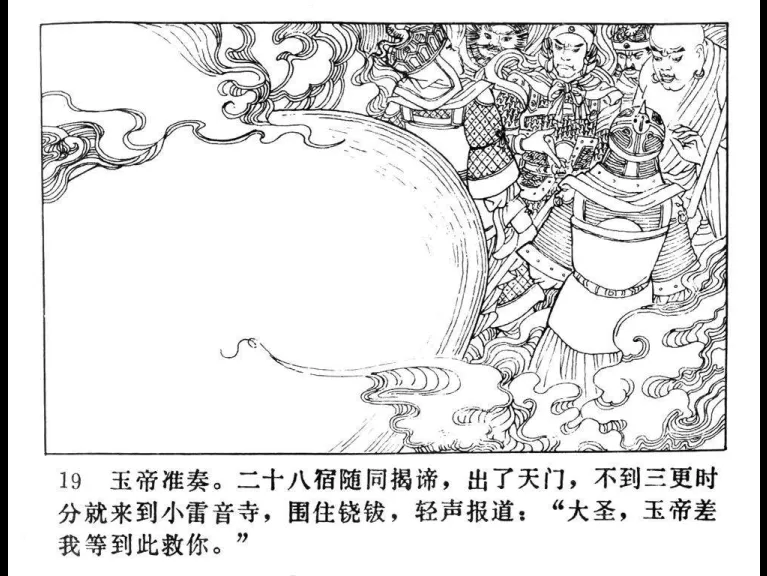 19 玉帝准奏。二十八宿随同揭谛，出了天门，不到三更时
分就来到小雷音寺，围住铙钹，轻声报道：“大圣，玉帝差
我等到此救你。”